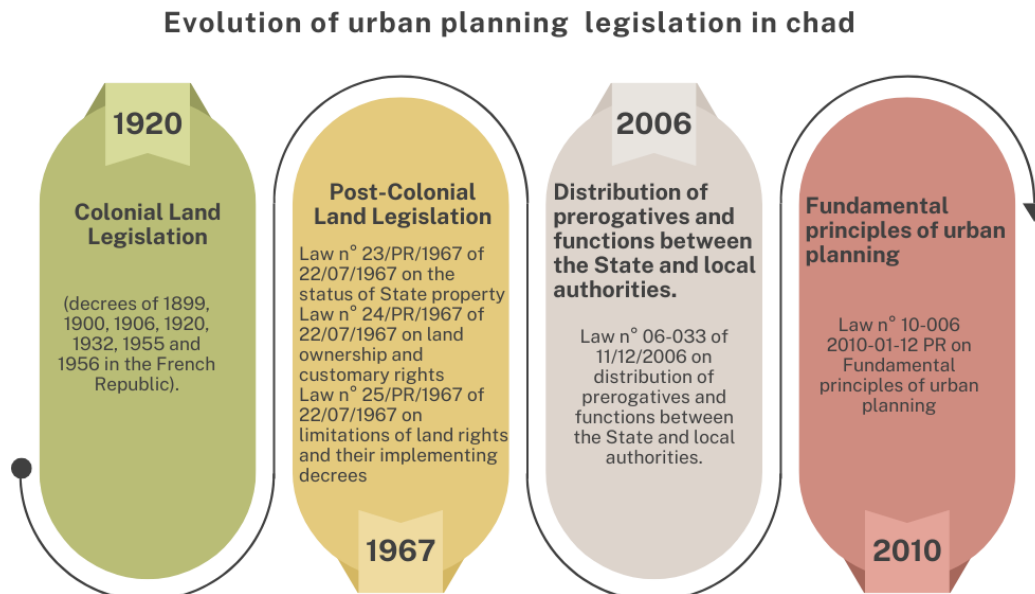 Evolution of urban planning legislation in chad
1920
Colonial Land
Legislation
(decrees of 1899,
1900, 1906, 1920,
1932, 1955 and
1956 in the French
Republic).
Post-Colonial
Land Legislation
Law n° 23/PR/1967 of
22/07/1967 on the
status of State property
Law n° 24/PR/1967 of
22/07/1967 on land
ownership and
customary rights
Law n° 25/PR/1967 of
22/07/1967 on
limitations of land rights
and their implementing
decrees
1967
2006
Distribution of
prerogatives and
functions between
the State and local
authorities.
Law n° 06-033 of
11/12/2006 on
distribution of
prerogatives and
functions between
the State and local
authorities.
Fundamental
principles of urban
planning
Law n° 10-006
2010-01-12 PR on
Fundamental
principles of urban
planning
2010